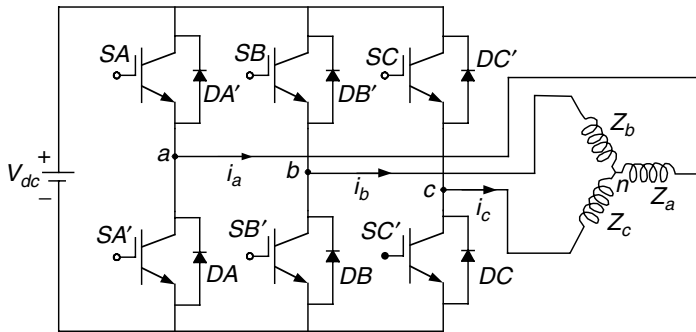 SA
SB
SC
DC′
DA′
DB′
Z_b
V_dc
+
−
a
i_a
b
i_b
c
i_c
n
Z_a
Z_c
SA′
SB′
SC′
DA
DB
DC